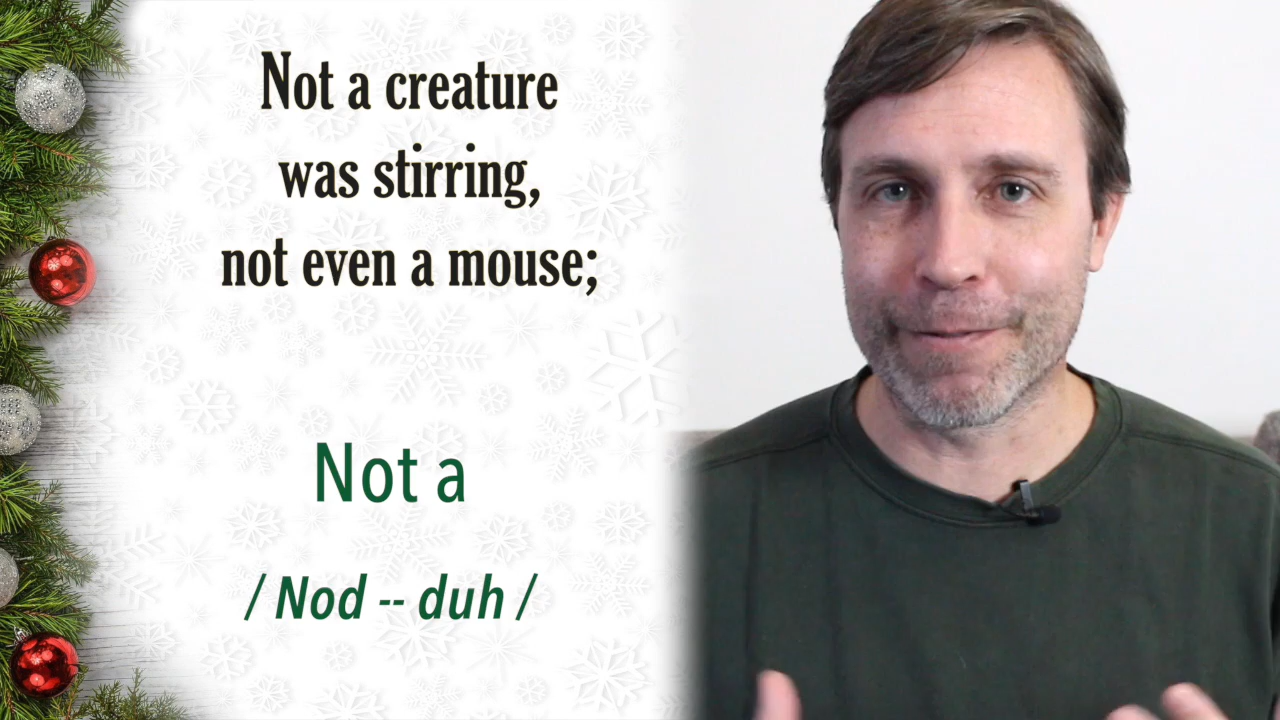 Not a creature
was stirring,
not even a mouse;
Not a
/ Nod -- duh /